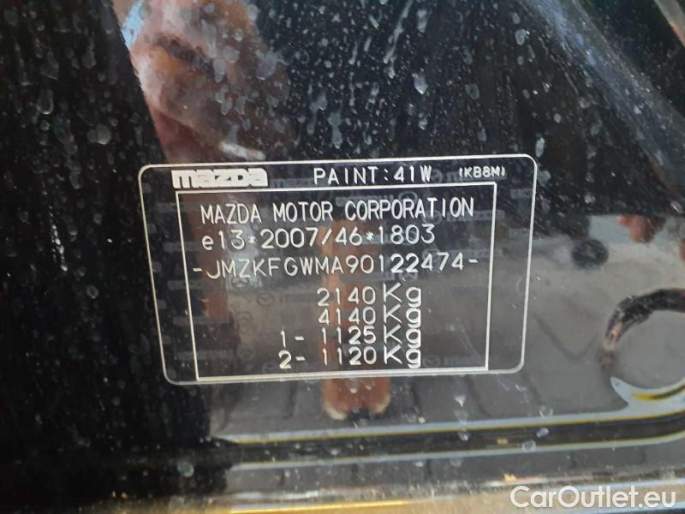 mazda PAINT:41W (KB8M)
MAZDA MOTOR CORPORATION
e13*2007/46*1803
-JMZKFGWMA90122474-
2140Kg
4140Kg
1- 1125Kg
2- 1120Kg
CarOutlet.eu